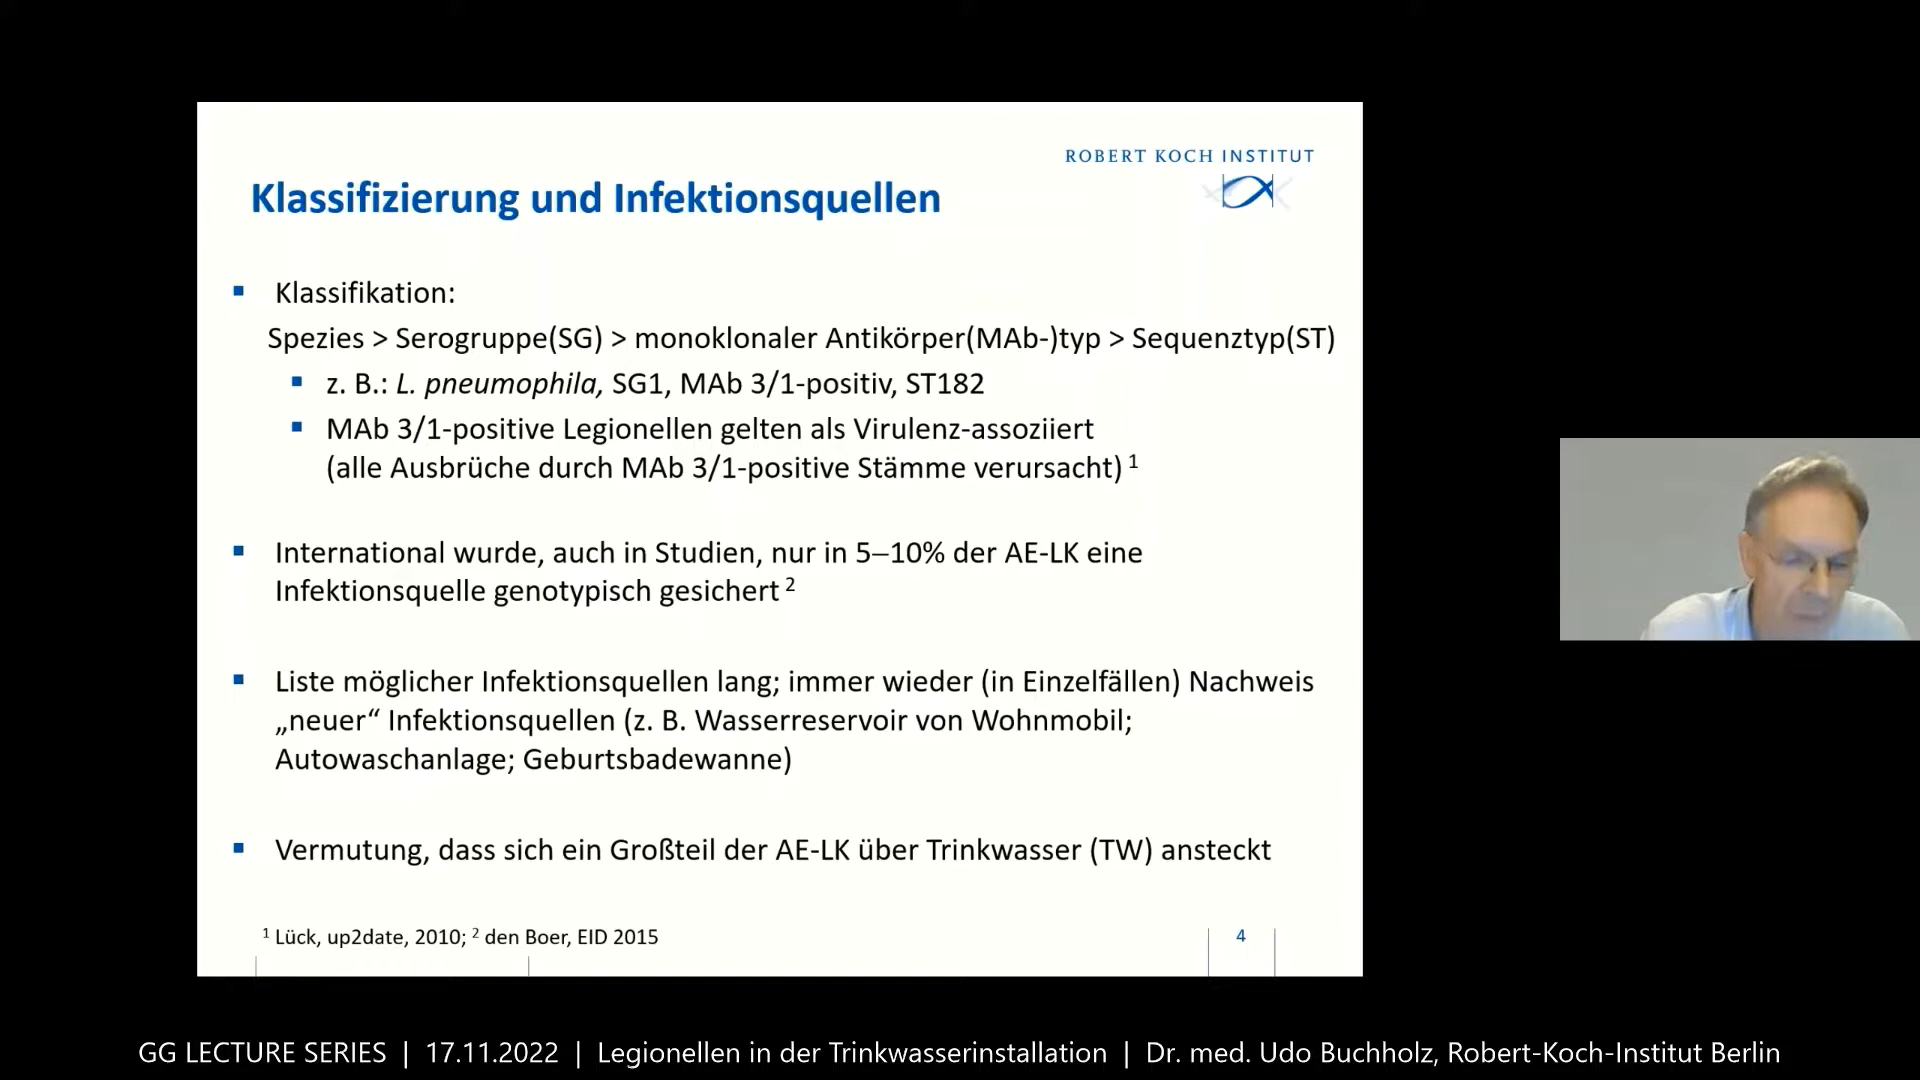 ROBERT KOCH INSTITUT
Klassifizierung und Infektionsquellen
▪ Klassifikation:
Spezies > Serogruppe(SG) > monoklonaler Antikörper(MAb-)typ > Sequenztyp(ST)
▪ z. B.: L. pneumophila, SG1, MAb 3/1-positiv, ST182
▪ MAb 3/1-positive Legionellen gelten als Virulenz-assoziiert
(alle Ausbrüche durch MAb 3/1-positive Stämme verursacht) ¹
▪ International wurde, auch in Studien, nur in 5–10% der AE-LK eine
Infektionsquelle genotypisch gesichert ²
▪ Liste möglicher Infektionsquellen lang; immer wieder (in Einzelfällen) Nachweis
„neuer“ Infektionsquellen (z. B. Wasserreservoir von Wohnmobil;
Autowaschanlage; Geburtsbadewanne)
▪ Vermutung, dass sich ein Großteil der AE-LK über Trinkwasser (TW) ansteckt
¹ Lück, up2date, 2010; ² den Boer, EID 2015
4
GG LECTURE SERIES | 17.11.2022 | Legionellen in der Trinkwasserinstallation | Dr. med. Udo Buchholz, Robert-Koch-Institut Berlin